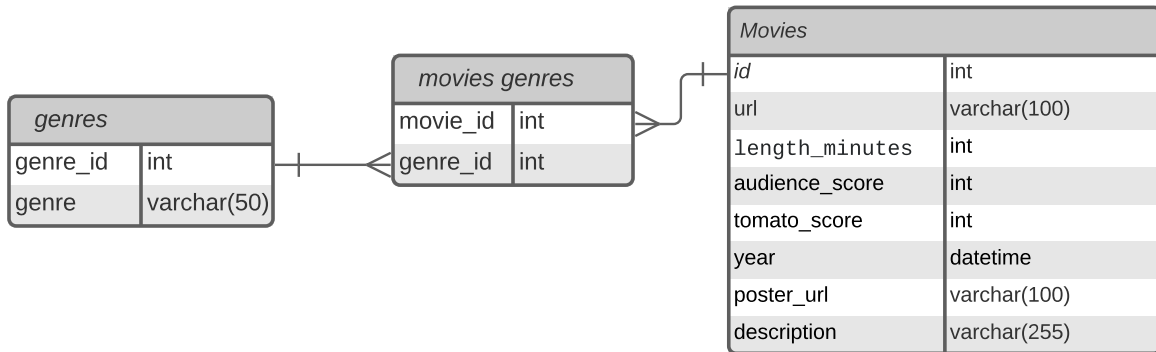 genres
genre_id int
genre varchar(50)
movies genres
movie_id int
genre_id int
Movies
id int
url varchar(100)
length_minutes int
audience_score int
tomato_score int
year datetime
poster_url varchar(100)
description varchar(255)